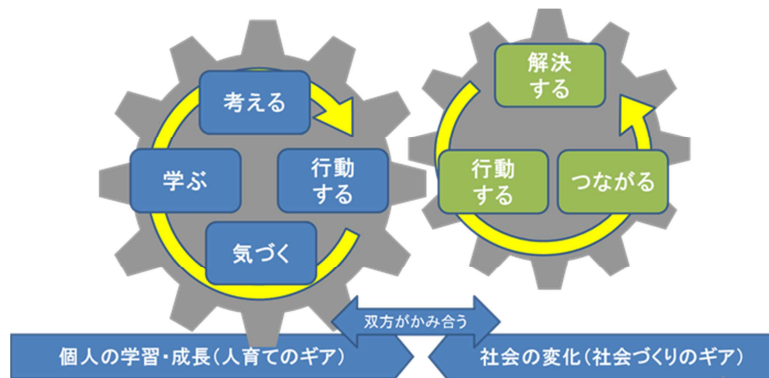 考える
学ぶ
行動
する
気づく
解決
する
行動
する
つながる
双方がかみ合う
個人の学習・成長(人育てのギア)
社会の変化(社会づくりのギア)